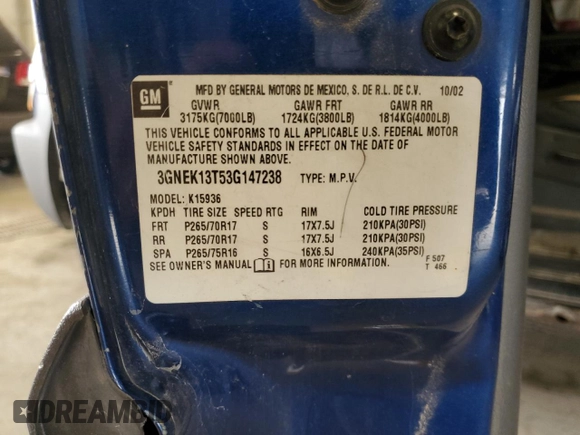 GM
MFD BY GENERAL MOTORS DE MEXICO, S. DE R.L. DE C.V. 10/02
GVWR GAWR FRT GAWR RR
3175KG(7000LB) 1724KG(3800LB) 1814KG(4000LB)
THIS VEHICLE CONFORMS TO ALL APPLICABLE U.S. FEDERAL MOTOR
VEHICLE SAFETY STANDARDS IN EFFECT ON THE DATE OF
MANUFACTURE SHOWN ABOVE.
3GNEK13T53G147238 TYPE: M.P.V.
MODEL: K15936
KPDH TIRE SIZE SPEED RTG RIM COLD TIRE PRESSURE
FRT P265/70R17 S 17X7.5J 210KPA(30PSI)
RR P265/70R17 S 17X7.5J 210KPA(30PSI)
SPA P265/75R16 S 16X6.5J 240KPA(35PSI)
SEE OWNER'S MANUAL FOR MORE INFORMATION.
F 507
T 466
DREAMBID